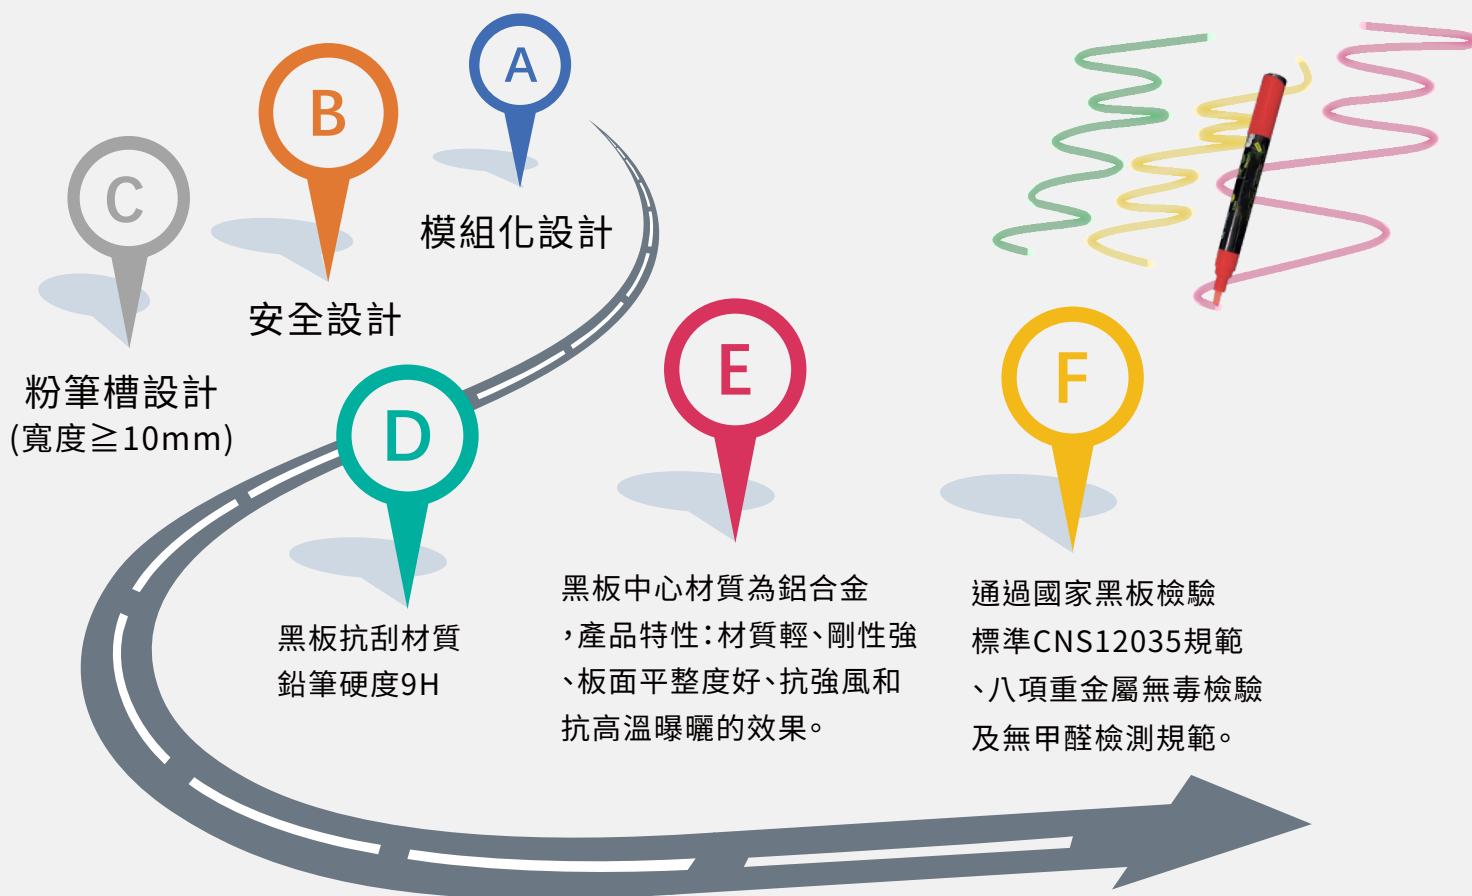 A
模組化設計
B
安全設計
C
粉筆槽設計
(寬度≧10mm)
D
黑板抗刮材質
鉛筆硬度9H
E
黑板中心材質為鋁合金
，產品特性：材質輕、剛性強
、板面平整度好、抗強風和
抗高溫曝曬的效果。
F
通過國家黑板檢驗
標準CNS12035規範
、八項重金屬無毒檢驗
及無甲醛檢測規範。